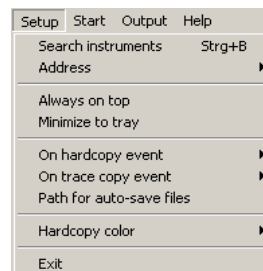 Setup Start Output Help
Search instruments Strg+B
Address
Always on top
Minimize to tray
On hardcopy event
On trace copy event
Path for auto-save files
Hardcopy color
Exit